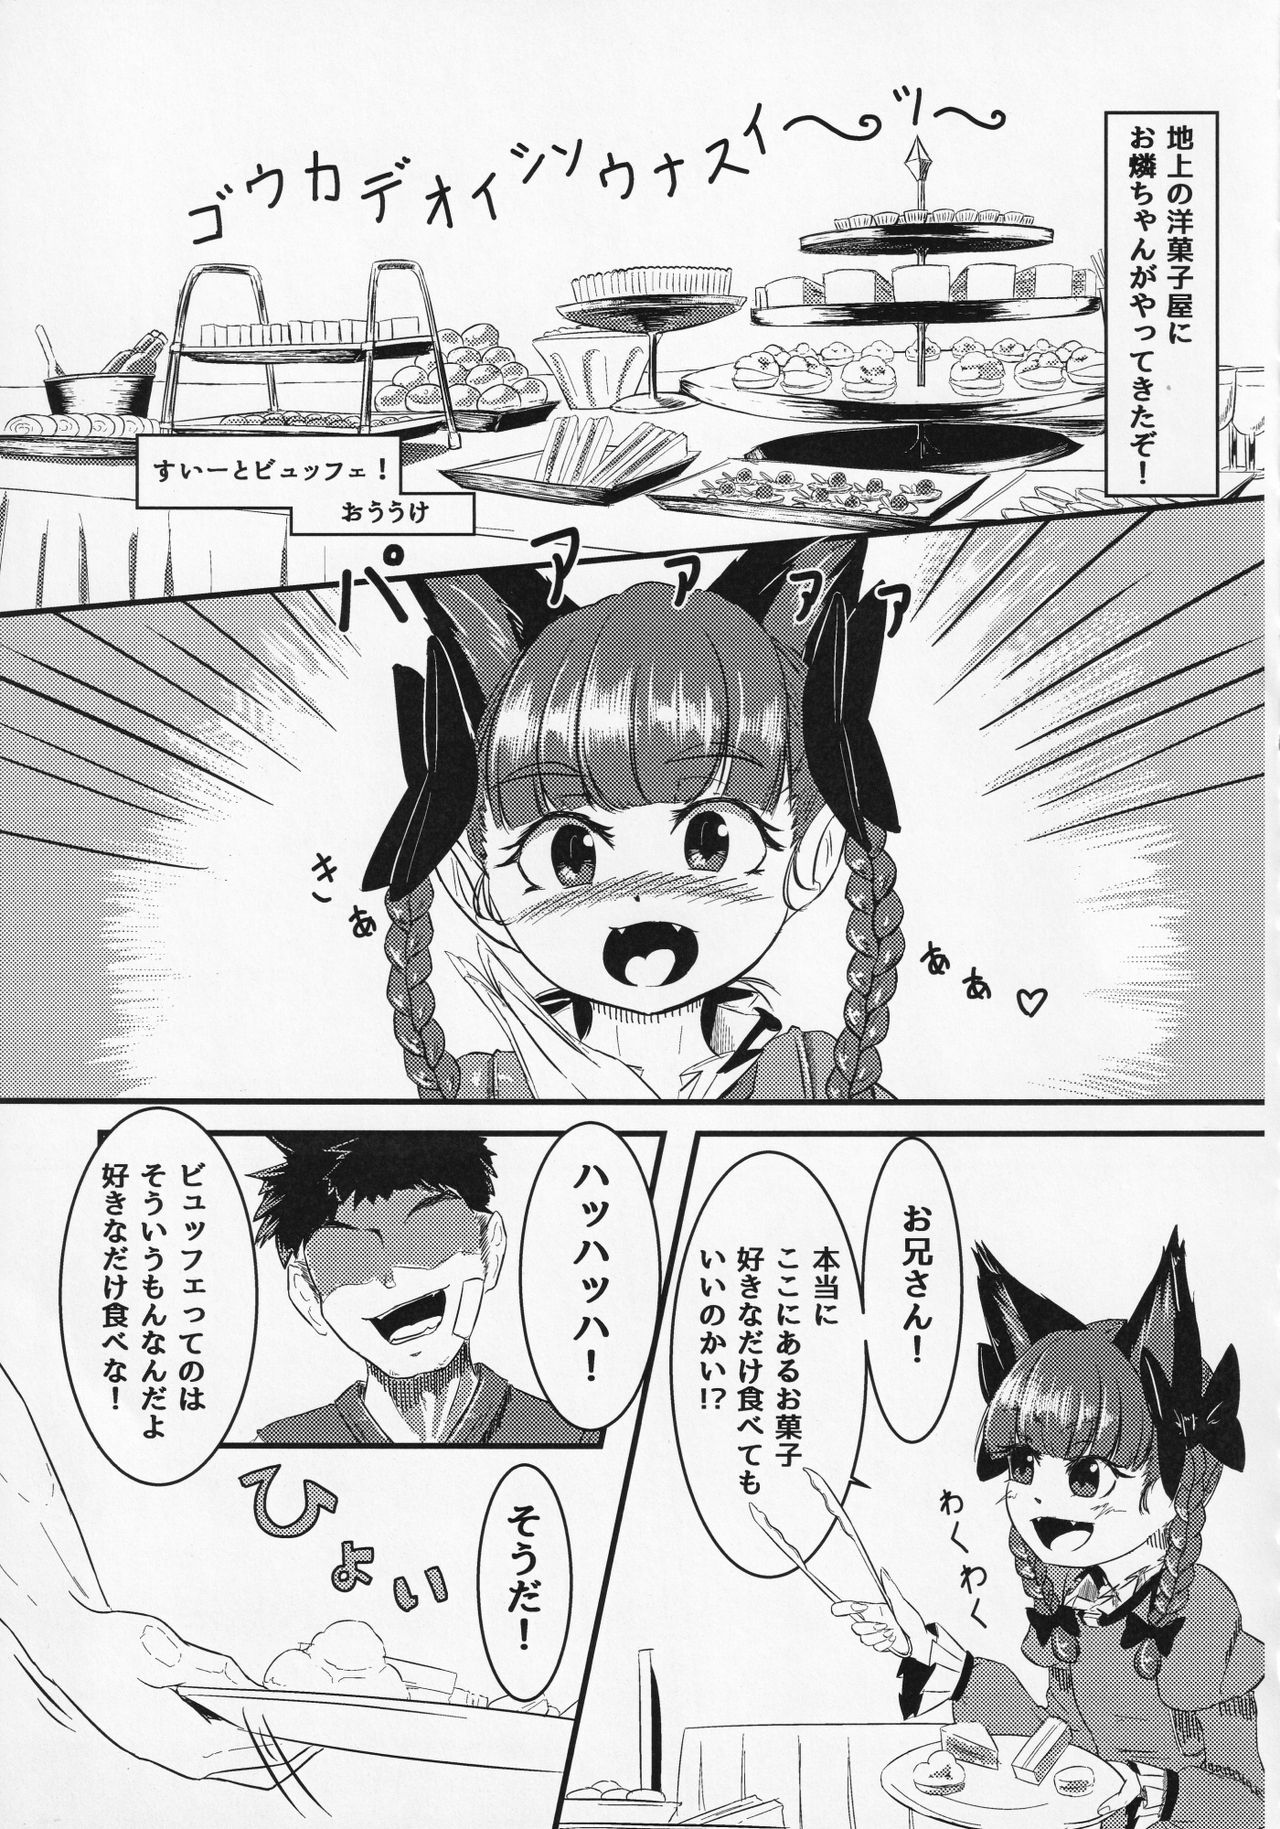 地上の洋菓子屋に
お燐ちゃんがやってきたぞ！
ゴウカデオイシソウナスイ〜ツ〜
すいーとビュッフェ！
おううけ
パァァァァ
きぁぁぁ♡
お兄さん！
本当に
ここにあるお菓子
好きなだけ食べても
いいのかい!?
わくわく
ハッハッハ！
ビュッフェってのは
そういうもんなんだよ
好きなだけ食べな！
そうだ！
ひょい